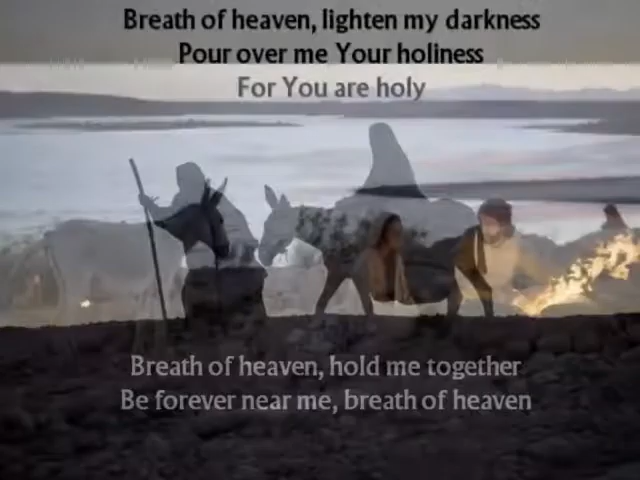 Breath of heaven, lighten my darkness
Pour over me Your holiness
For You are holy
Breath of heaven, hold me together
Be forever near me, breath of heaven